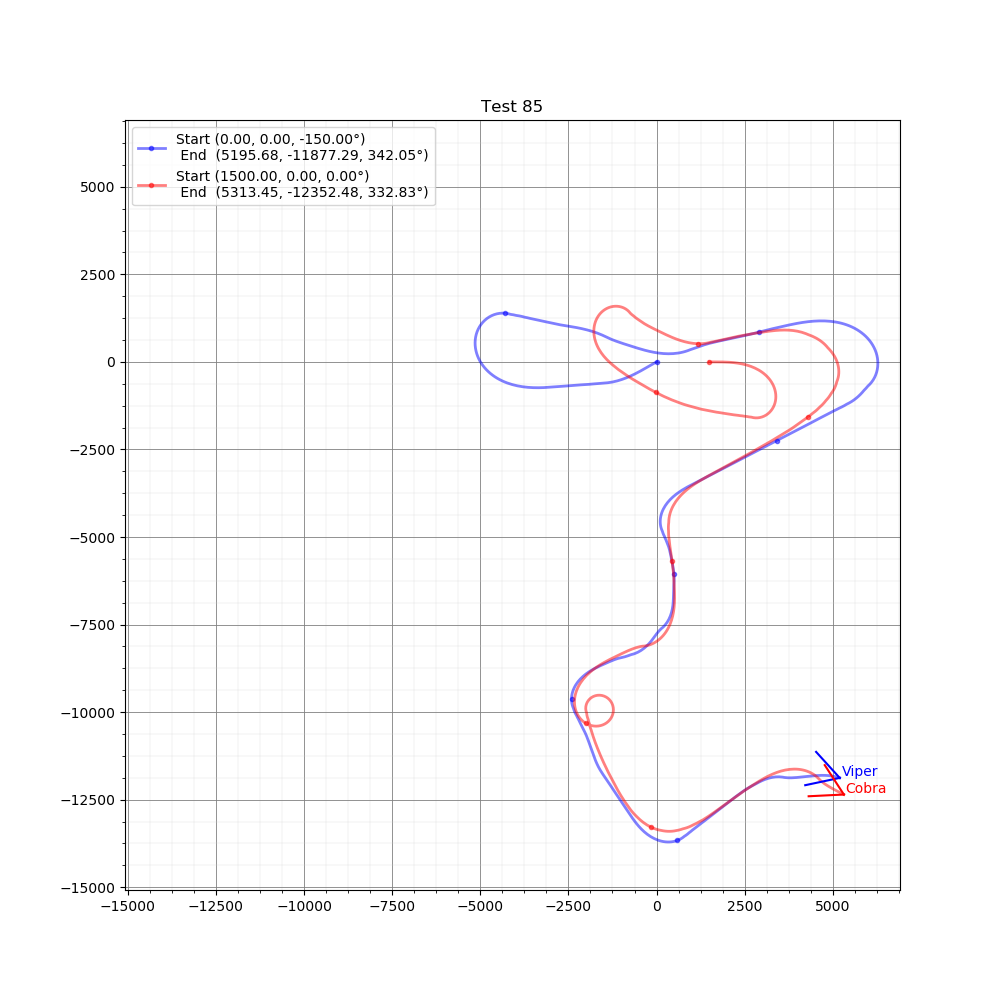 Test 85
Start (0.00, 0.00, -150.00°)
End  (5195.68, -11877.29, 342.05°)
Start (1500.00, 0.00, 0.00°)
End  (5313.45, -12352.48, 332.83°)
5000
2500
0
−2500
−5000
−7500
−10000
−12500
−15000
Viper
Cobra
−15000 −12500 −10000 −7500 −5000 −2500 0 2500 5000